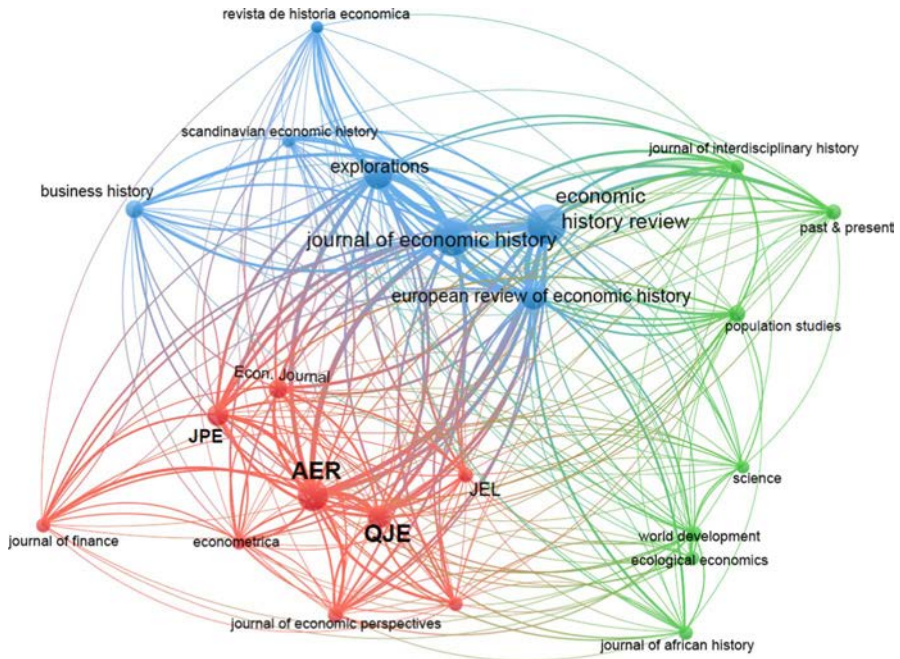 revista de historia economica
scandinavian economic history
explorations
journal of interdisciplinary history
business history
economic
history review
past & present
journal of economic history
european review of economic history
population studies
Econ. Journal
JPE
AER
JEL
science
QJE
journal of finance
econometrica
world development
ecological economics
journal of economic perspectives
journal of african history